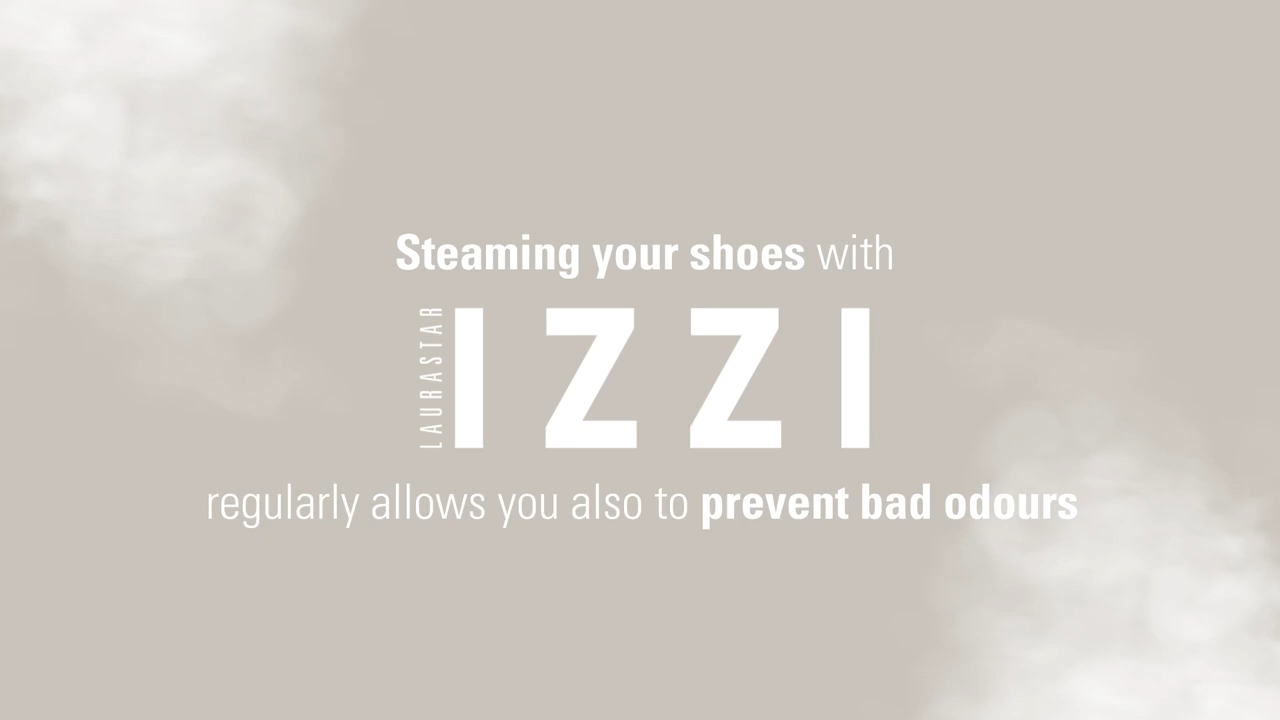 Steaming your shoes with
LAURASTAR
IZZI
regularly allows you also to prevent bad odours